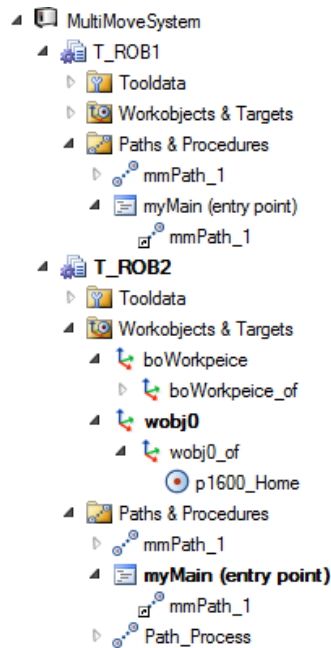 MultiMoveSystem
T_ROB1
Tooldata
Workobjects & Targets
Paths & Procedures
mmPath_1
myMain (entry point)
mmPath_1
T_ROB2
Tooldata
Workobjects & Targets
boWorkpeice
boWorkpeice_of
wobj0
wobj0_of
p1600_Home
Paths & Procedures
mmPath_1
myMain (entry point)
mmPath_1
Path_Process